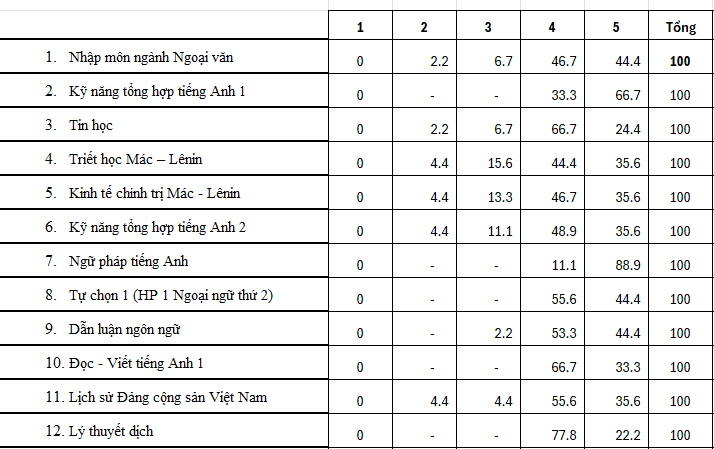 1 2 3 4 5 Tổng
1. Nhập môn ngành Ngoại văn 0 2.2 6.7 46.7 44.4 100
2. Kỹ năng tổng hợp tiếng Anh 1 0 - - 33.3 66.7 100
3. Tin học 0 2.2 6.7 66.7 24.4 100
4. Triết học Mác – Lênin 0 4.4 15.6 44.4 35.6 100
5. Kinh tế chinh trị Mác - Lênin 0 4.4 13.3 46.7 35.6 100
6. Kỹ năng tổng hợp tiếng Anh 2 0 4.4 11.1 48.9 35.6 100
7. Ngữ pháp tiếng Anh 0 - - 11.1 88.9 100
8. Tự chọn 1 (HP 1 Ngoại ngữ thứ 2) 0 - - 55.6 44.4 100
9. Dẫn luận ngôn ngữ 0 - 2.2 53.3 44.4 100
10. Đọc - Viết tiếng Anh 1 0 - - 66.7 33.3 100
11. Lịch sử Đảng cộng sản Việt Nam 0 4.4 4.4 55.6 35.6 100
12. Lý thuyết dịch 0 - - 77.8 22.2 100